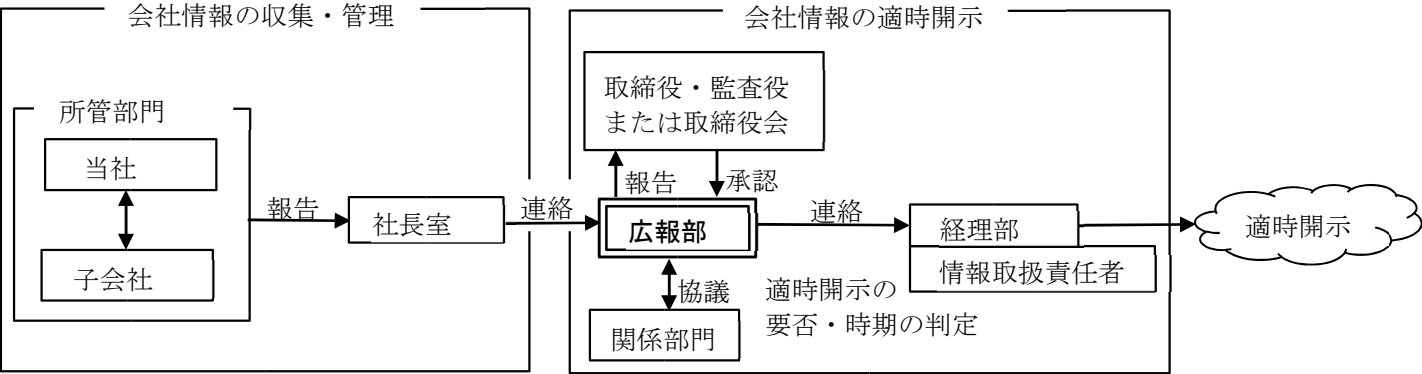 会社情報の収集・管理
所管部門
当社
子会社
報告
社長室
連絡
会社情報の適時開示
取締役・監査役
または取締役会
報告
承認
広報部
協議
関係部門
連絡
適時開示の
要否・時期の判定
経理部
情報取扱責任者
適時開示